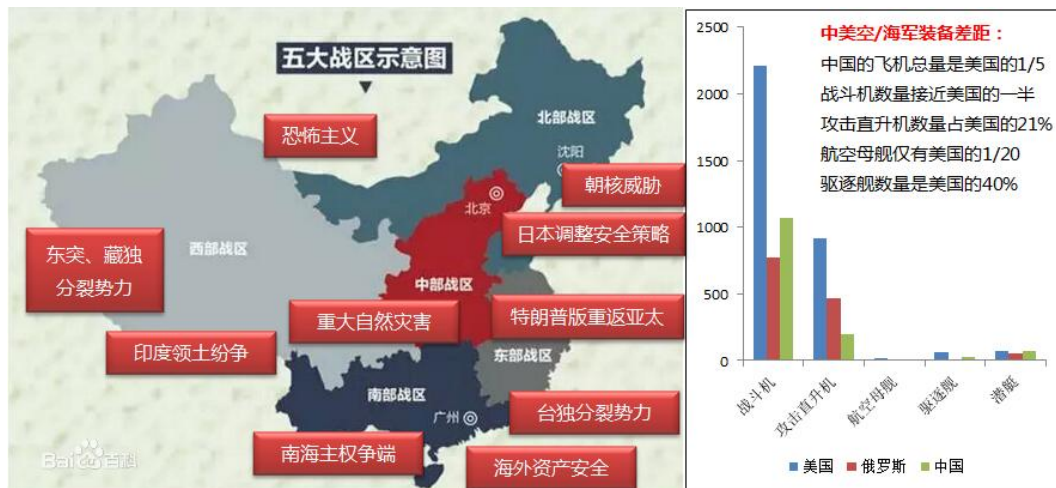 五大战区示意图
恐怖主义
北部战区
沈阳
朝核威胁
北京
日本调整安全策略
西部战区
东突、藏独
分裂势力
中部战区
重大自然灾害
特朗普版重返亚太
印度领土纷争
东部战区
南部战区
广州
台独分裂势力
南海主权争端
海外资产安全
Baidu百科
中美空/海军装备差距：
中国的飞机总量是美国的1/5
战斗机数量接近美国的一半
攻击直升机数量占美国的21%
航空母舰仅有美国的1/20
驱逐舰数量是美国的40%
2500
2000
1500
1000
500
0
战斗机
攻击直升机
航空母舰
驱逐舰
潜艇
美国
俄罗斯
中国